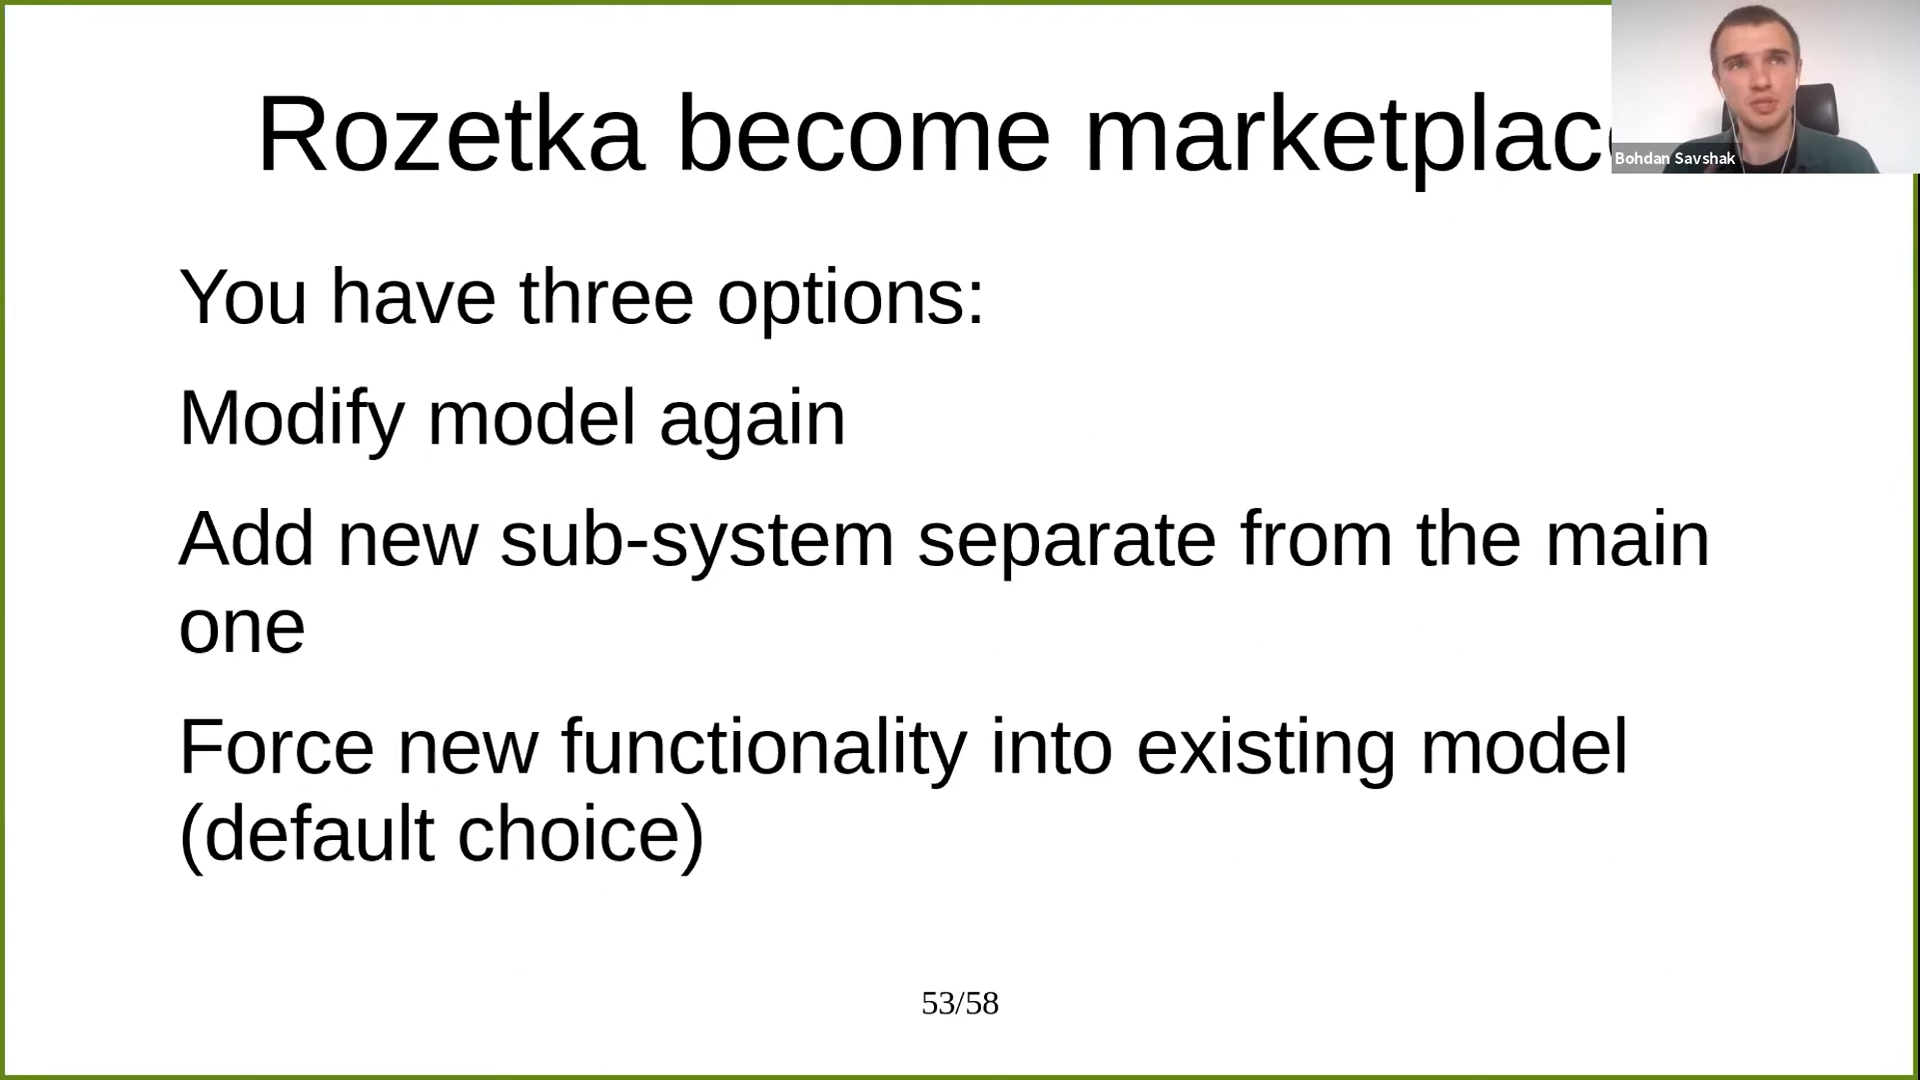 Rozetka become marketplac
Bohdan Savshak
You have three options:
Modify model again
Add new sub-system separate from the main
one
Force new functionality into existing model
(default choice)
53/58